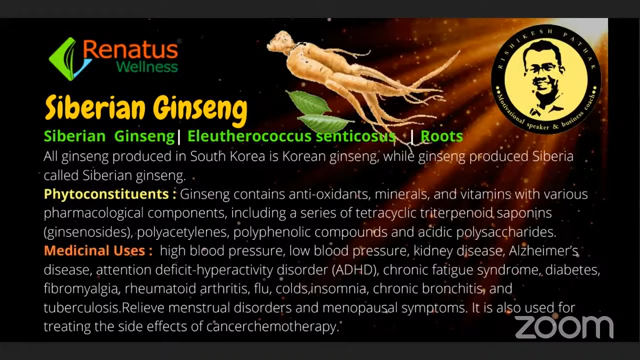 Renatus
Wellness
RISHIKESH PATHAK
Motivational speaker & business coach
Siberian Ginseng
Siberian Ginseng| Eleutherococcus senticosus | Roots
All ginseng produced in South Korea is Korean ginseng, while ginseng produced Siberia
called Siberian ginseng.
Phytoconstituents : Ginseng contains anti-oxidants, minerals, and vitamins with various
pharmacological components, including a series of tetracyclic triterpenoid saponins
(ginsenosides), polyacetylenes, polyphenolic compounds and acidic polysaccharides.
Medicinal Uses : high blood pressure, low blood pressure, kidney disease, Alzheimer's
disease, attention deficit-hyperactivity disorder (ADHD), chronic fatigue syndrome, diabetes,
fibromyalgia, rheumatoid arthritis, flu, colds,insomnia, chronic bronchitis, and
tuberculosis.Relieve menstrual disorders and menopausal symptoms. It is also used for
treating the side effects of cancerchemotherapy.
zoom